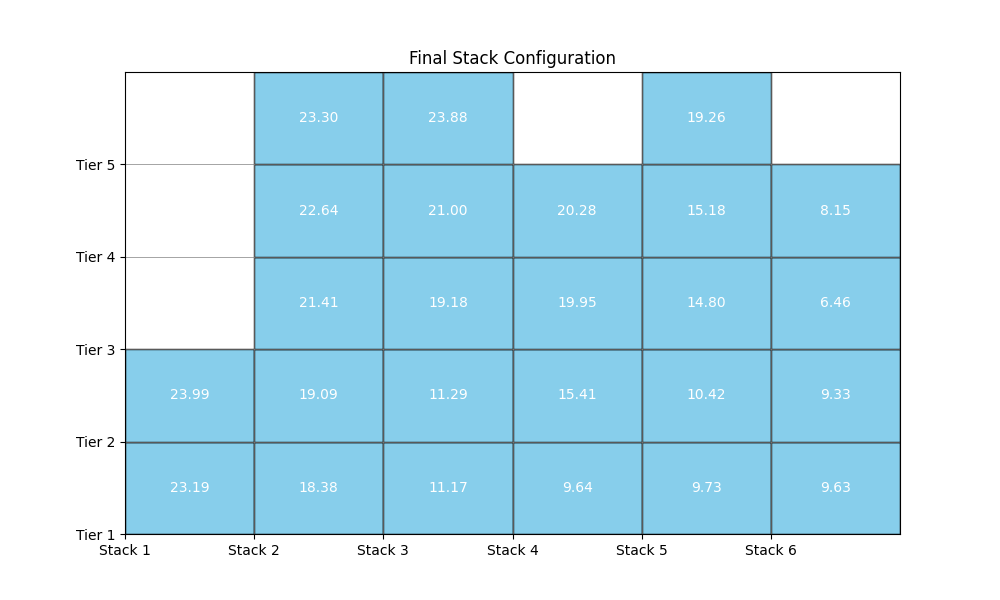 Final Stack Configuration
23.30 23.88 19.26
Tier 5
22.64 21.00 20.28 15.18 8.15
Tier 4
21.41 19.18 19.95 14.80 6.46
Tier 3
23.99 19.09 11.29 15.41 10.42 9.33
Tier 2
23.19 18.38 11.17 9.64 9.73 9.63
Tier 1
Stack 1 Stack 2 Stack 3 Stack 4 Stack 5 Stack 6